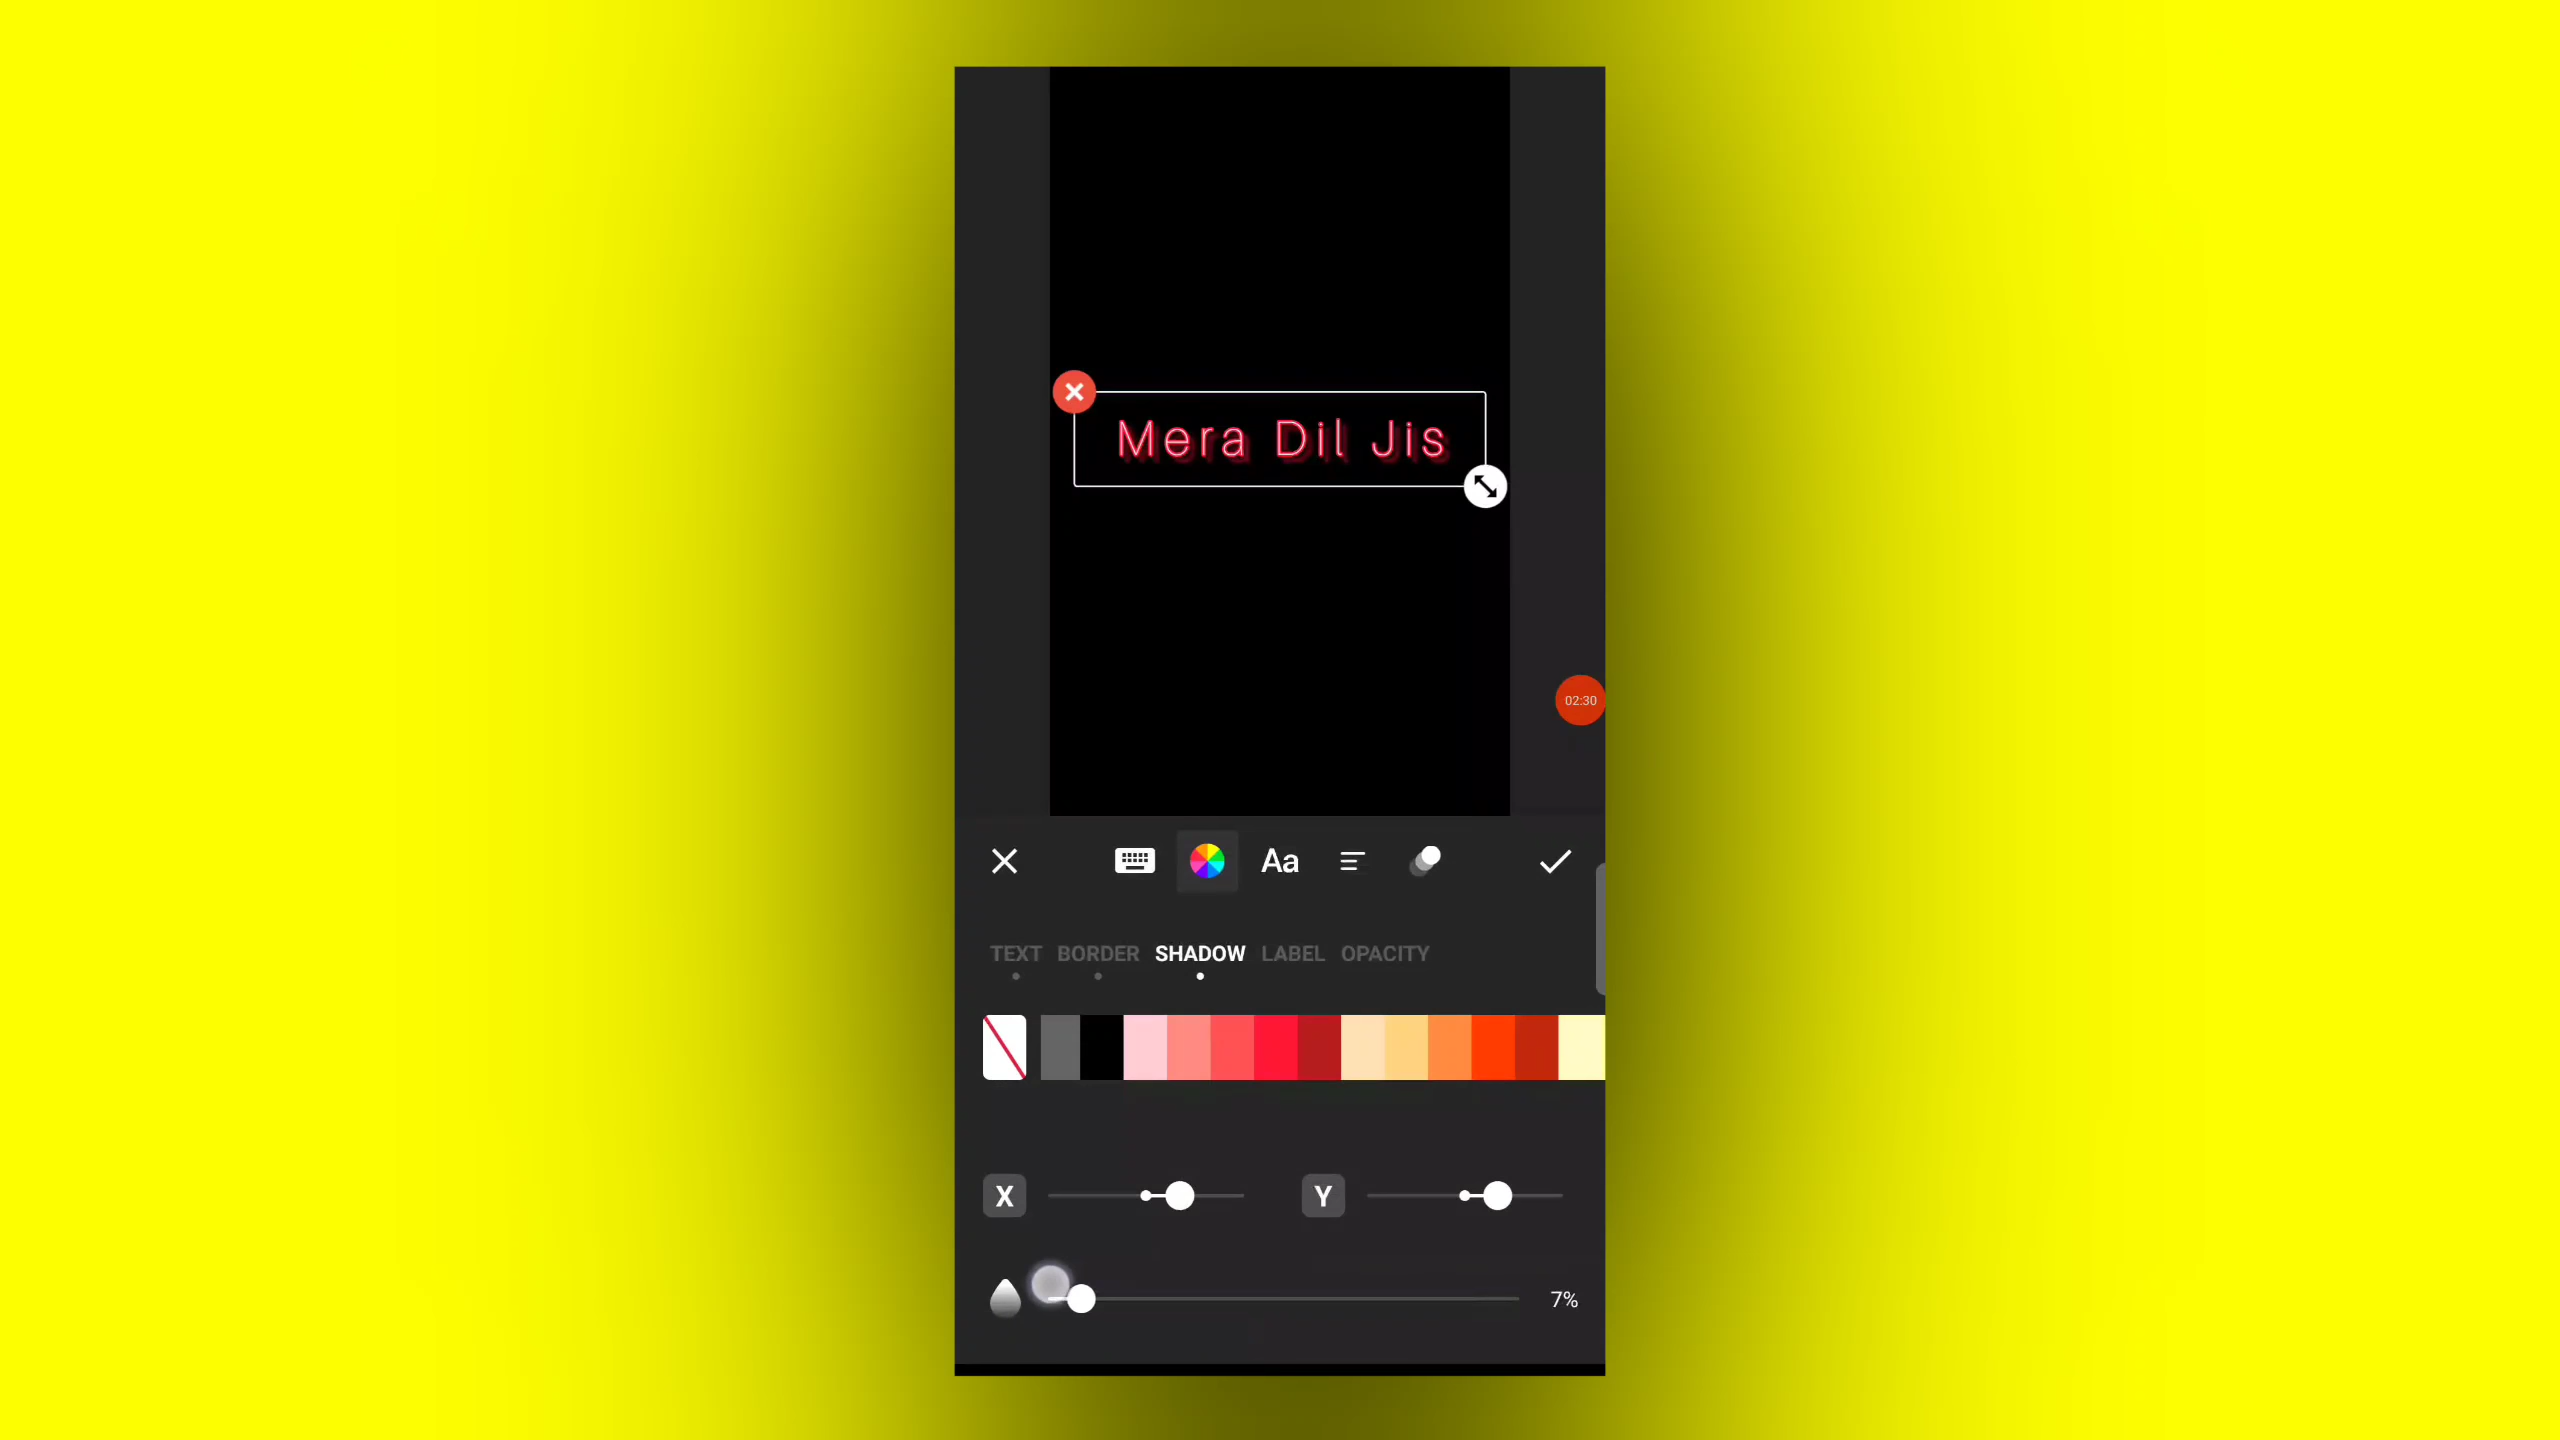 Mera Dil Jis
02:30
Aa
TEXT BORDER SHADOW LABEL OPACITY
X Y
7%